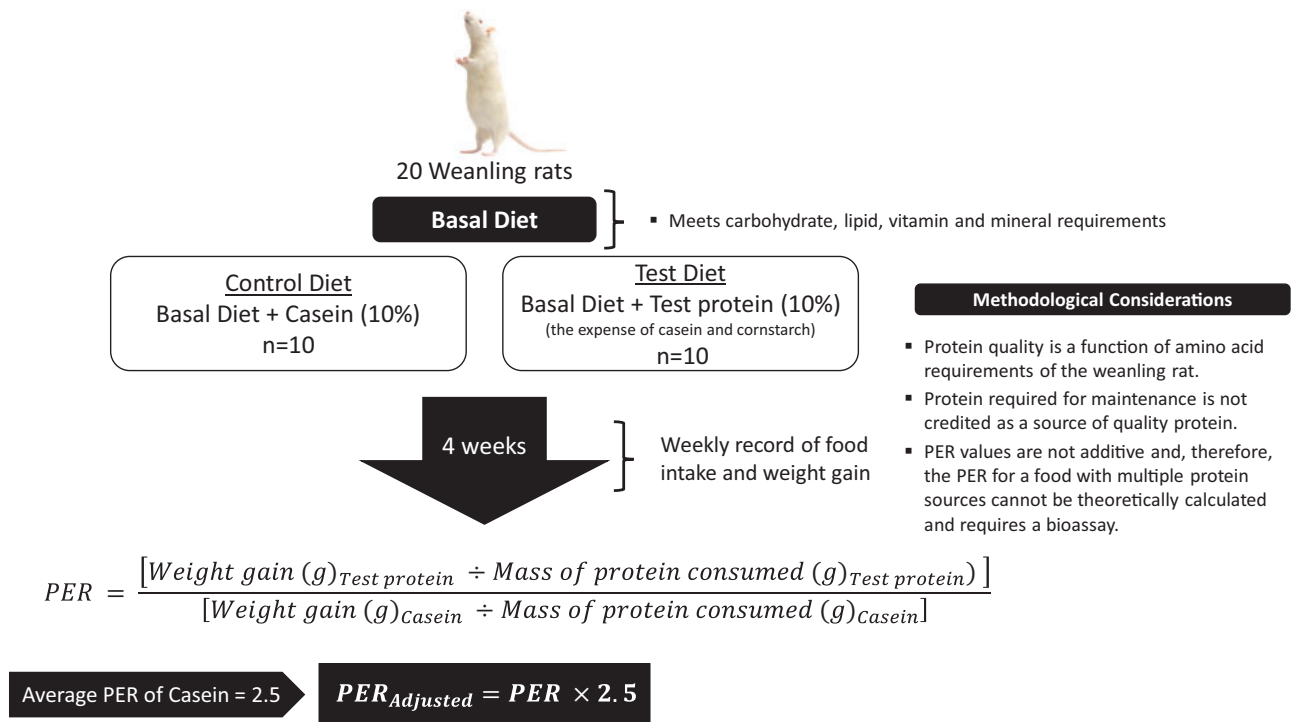 20 Weanling rats
Basal Diet
▪ Meets carbohydrate, lipid, vitamin and mineral requirements
Control Diet
Basal Diet + Casein (10%)
n=10
Test Diet
Basal Diet + Test protein (10%)
(the expense of casein and cornstarch)
n=10
Methodological Considerations
▪ Protein quality is a function of amino acid
requirements of the weanling rat.
▪ Protein required for maintenance is not
credited as a source of quality protein.
▪ PER values are not additive and, therefore,
the PER for a food with multiple protein
sources cannot be theoretically calculated
and requires a bioassay.
4 weeks
Weekly record of food
intake and weight gain
[Weight gain (g)Test protein ÷ Mass of protein consumed (g)Test protein) ]
PER =
[Weight gain (g)Casein ÷ Mass of protein consumed (g)Casein]
Average PER of Casein = 2.5
PERAdjusted = PER × 2.5